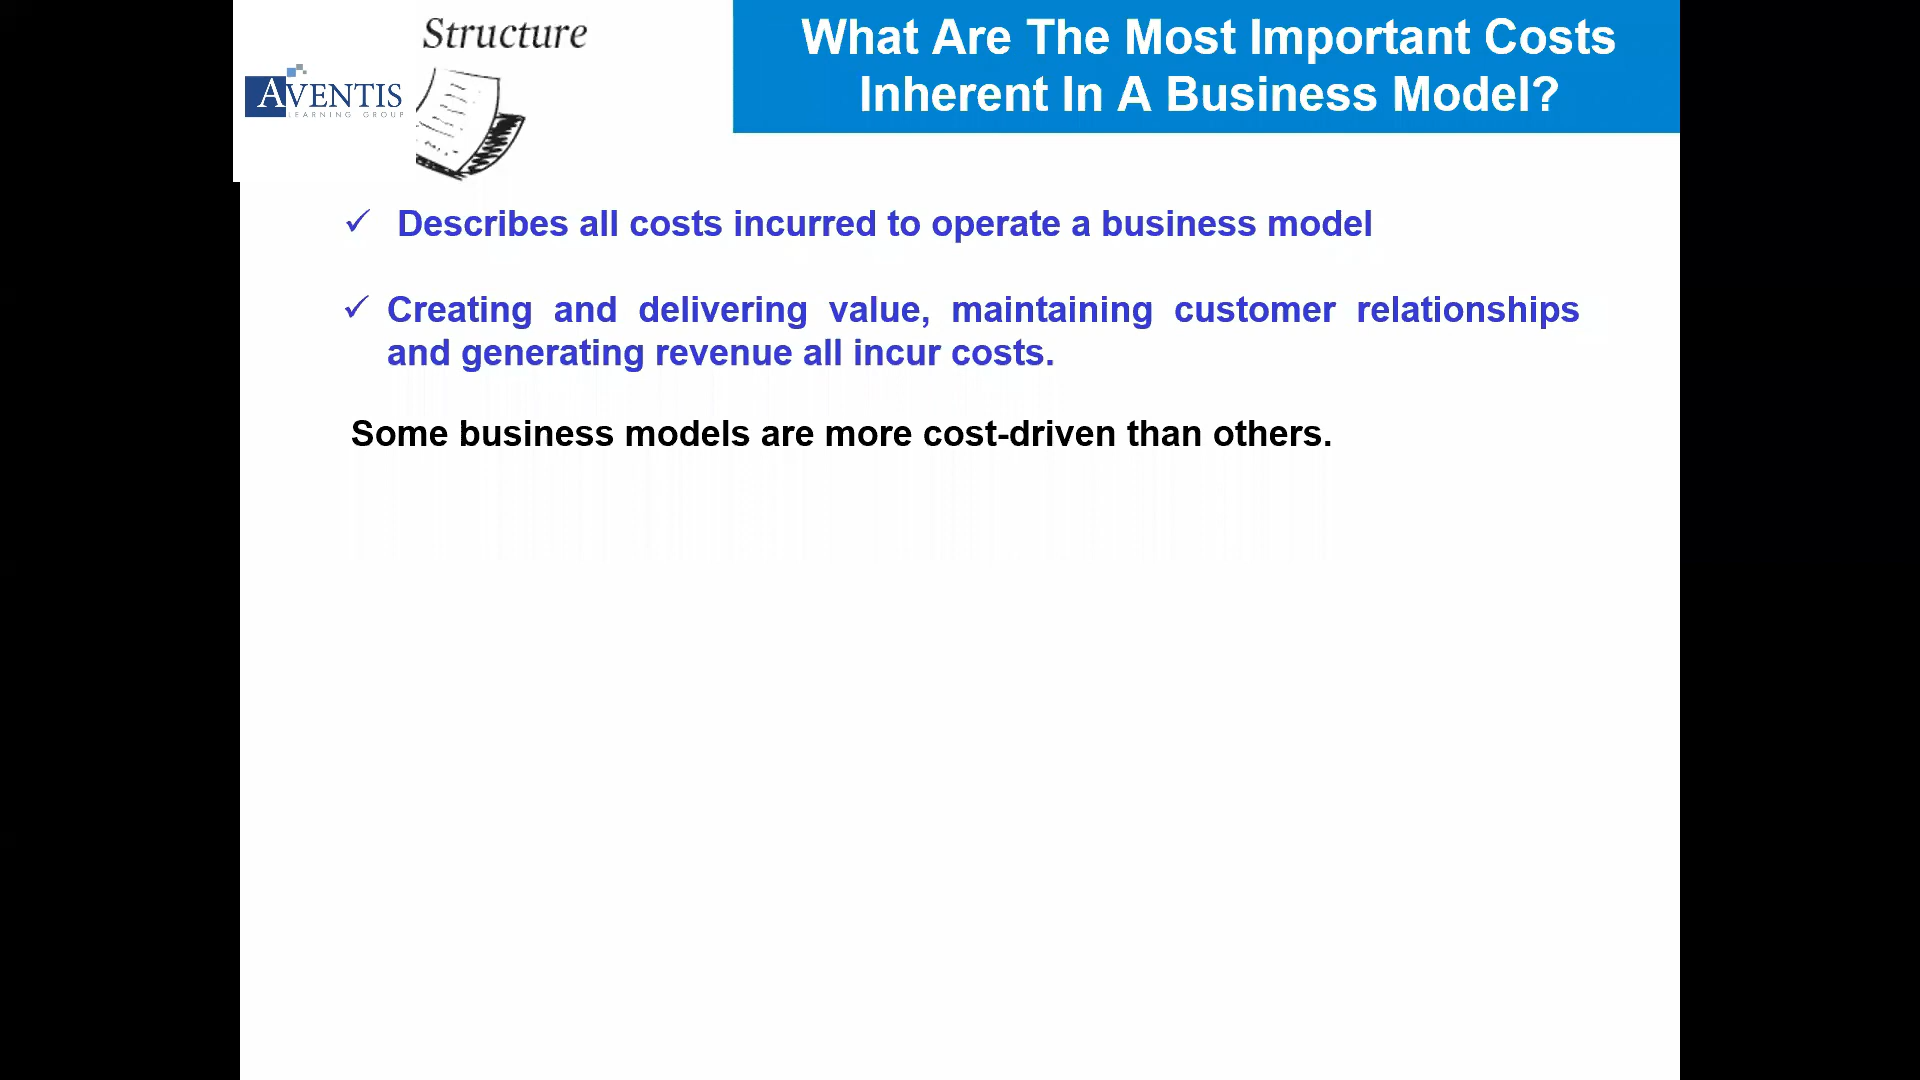 Structure
AVENTIS
LEARNING GROUP
What Are The Most Important Costs
Inherent In A Business Model?
✓ Describes all costs incurred to operate a business model
✓ Creating and delivering value, maintaining customer relationships
and generating revenue all incur costs.
Some business models are more cost-driven than others.